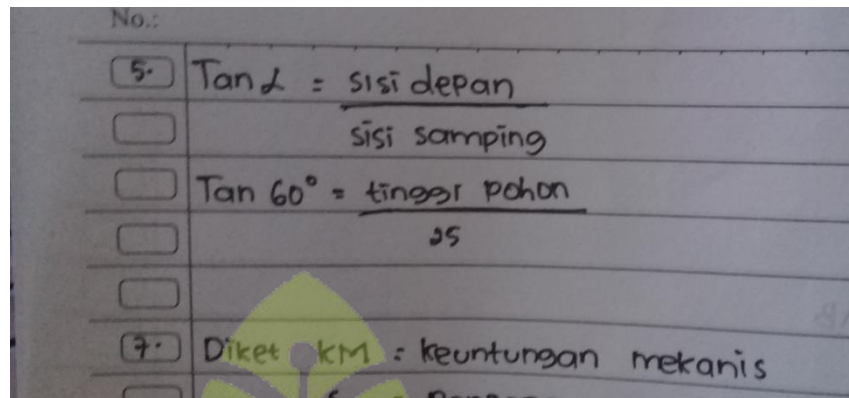 No.:
5. Tan α = sisi depan
sisi samping
Tan 60° = tinggi pohon
25
7. Diket KM = keuntungan mekanis